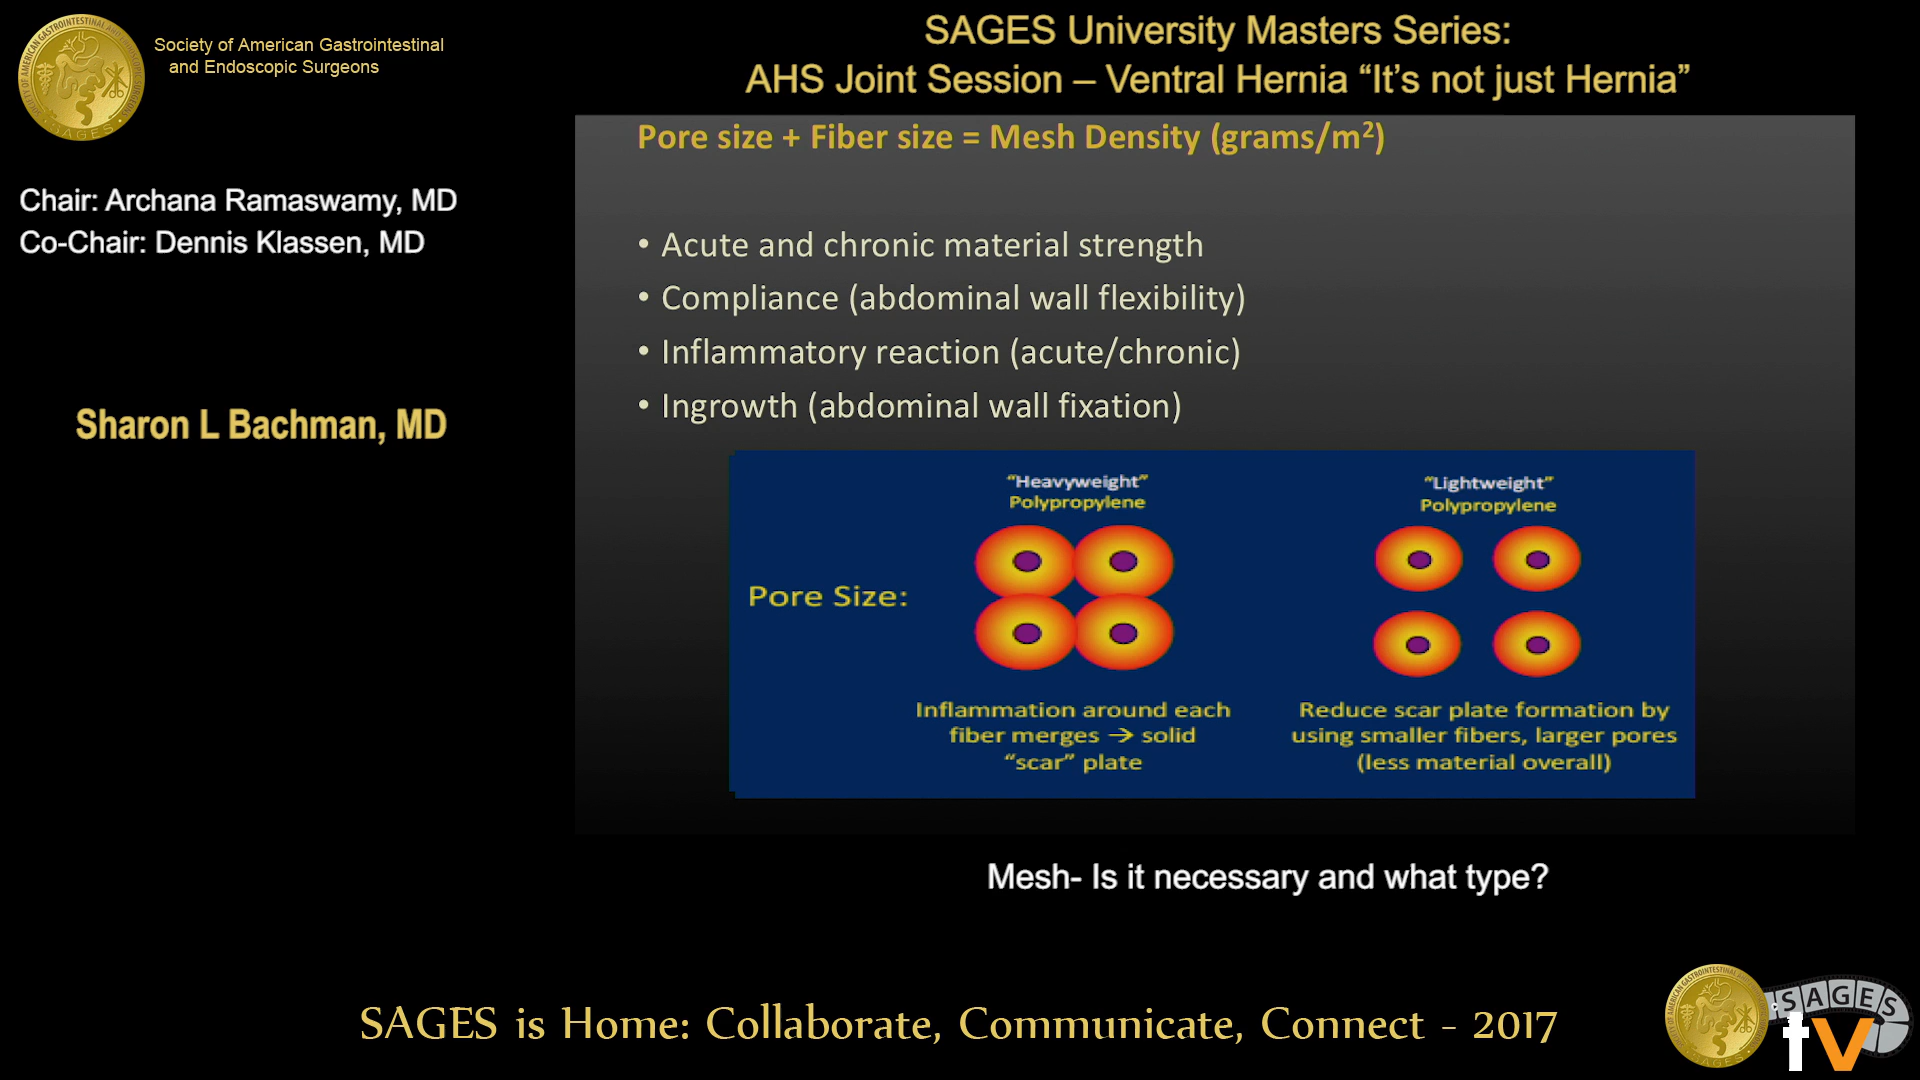 Society of American Gastrointestinal
and Endoscopic Surgeons
SAGES University Masters Series:
AHS Joint Session – Ventral Hernia “It’s not just Hernia”
Chair: Archana Ramaswamy, MD
Co-Chair: Dennis Klassen, MD
Sharon L Bachman, MD
Pore size + Fiber size = Mesh Density (grams/m²)
• Acute and chronic material strength
• Compliance (abdominal wall flexibility)
• Inflammatory reaction (acute/chronic)
• Ingrowth (abdominal wall fixation)
“Heavyweight”
Polypropylene
“Lightweight”
Polypropylene
Pore Size:
Inflammation around each
fiber merges → solid
“scar” plate
Reduce scar plate formation by
using smaller fibers, larger pores
(less material overall)
Mesh- Is it necessary and what type?
SAGES is Home: Collaborate, Communicate, Connect - 2017
SAGES
tv
SAGES